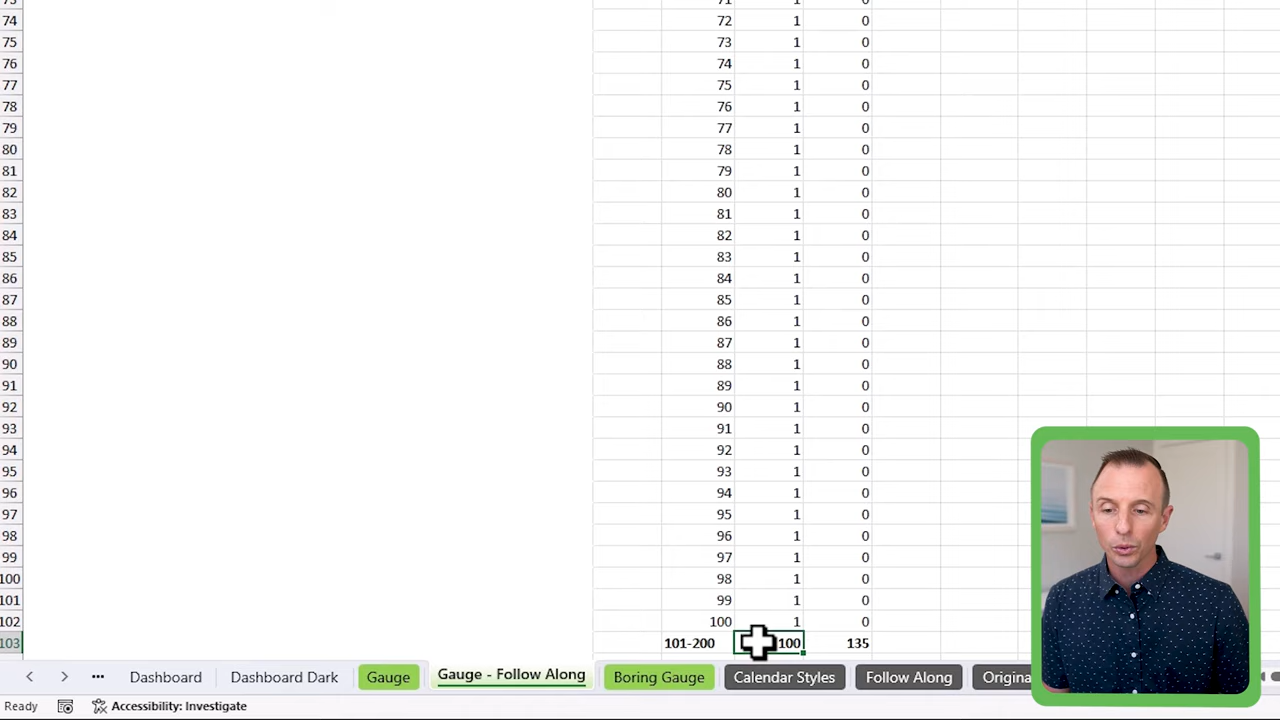 73 71 1 0
74 72 1 0
75 73 1 0
76 74 1 0
77 75 1 0
78 76 1 0
79 77 1 0
80 78 1 0
81 79 1 0
82 80 1 0
83 81 1 0
84 82 1 0
85 83 1 0
86 84 1 0
87 85 1 0
88 86 1 0
89 87 1 0
90 88 1 0
91 89 1 0
92 90 1 0
93 91 1 0
94 92 1 0
95 93 1 0
96 94 1 0
97 95 1 0
98 96 1 0
99 97 1 0
100 98 1 0
101 99 1 0
102 100 1 0
103 101-200 100 135
Dashboard Dashboard Dark Gauge Gauge - Follow Along Boring Gauge Calendar Styles Follow Along
Ready Accessibility: Investigate